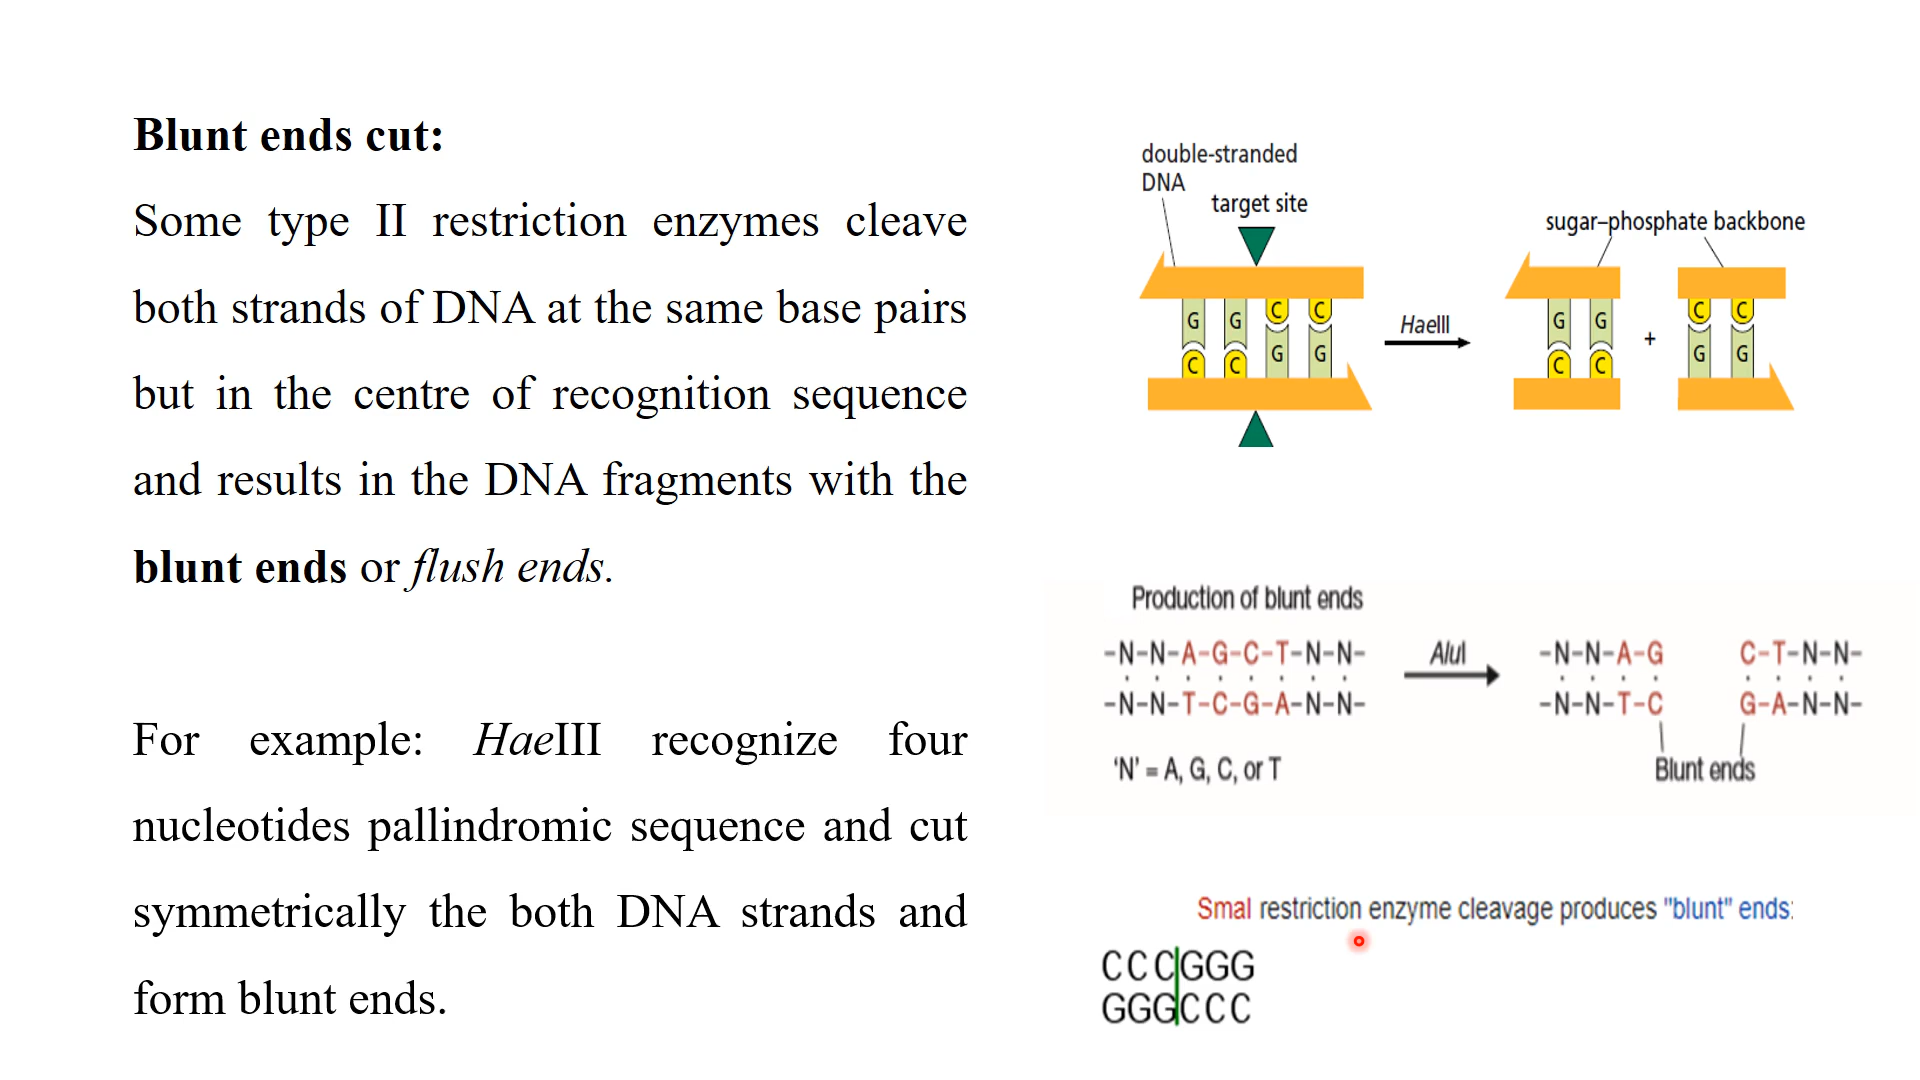 Blunt ends cut:
Some type II restriction enzymes cleave
both strands of DNA at the same base pairs
but in the centre of recognition sequence
and results in the DNA fragments with the
blunt ends or flush ends.
For example: HaeIII recognize four
nucleotides pallindromic sequence and cut
symmetrically the both DNA strands and
form blunt ends.
double-stranded
DNA
target site
sugar–phosphate backbone
G G C C
C C G G
HaeIII
G G
C C
+
C C
G G
Production of blunt ends
-N-N-A-G-C-T-N-N-
-N-N-T-C-G-A-N-N-
AluI
-N-N-A-G
-N-N-T-C
C-T-N-N-
G-A-N-N-
'N' = A, G, C, or T
Blunt ends
SmaI restriction enzyme cleavage produces "blunt" ends:
CCCGGG
GGGCCC